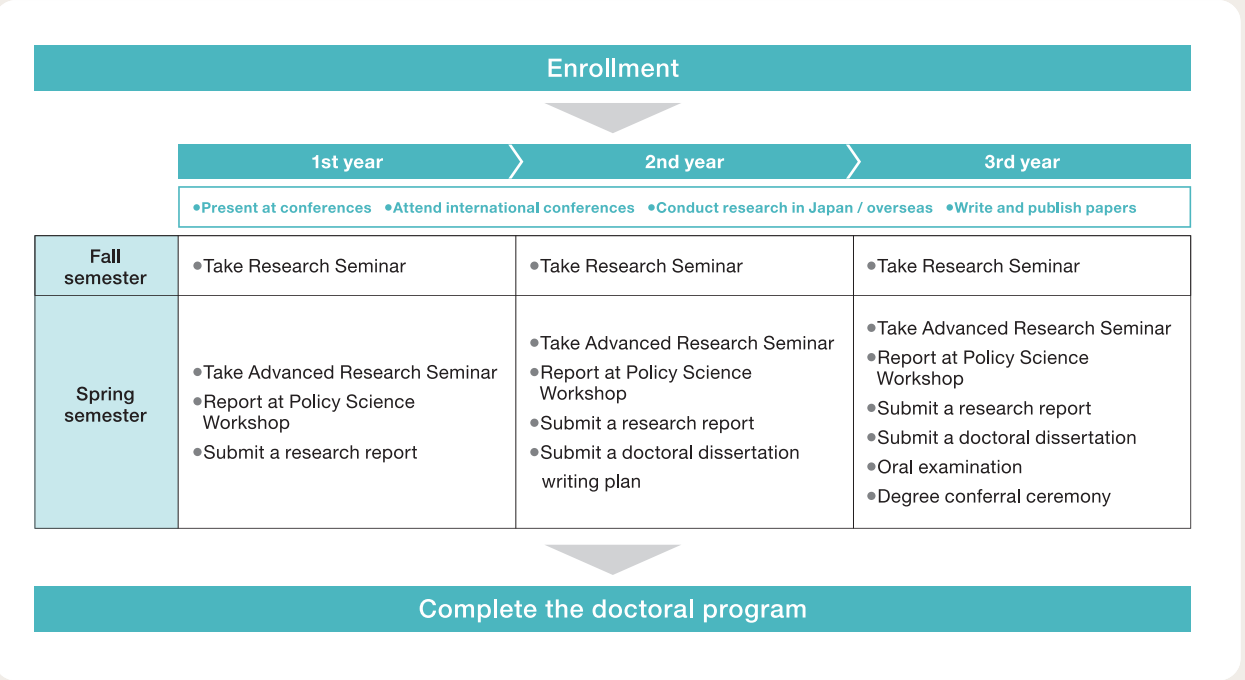 Enrollment
1st year
2nd year
3rd year
●Present at conferences ●Attend international conferences ●Conduct research in Japan / overseas ●Write and publish papers
Fall
semester
●Take Research Seminar
●Take Research Seminar
●Take Research Seminar
Spring
semester
●Take Advanced Research Seminar
●Report at Policy Science
Workshop
●Submit a research report
●Take Advanced Research Seminar
●Report at Policy Science
Workshop
●Submit a research report
●Submit a doctoral dissertation
writing plan
●Take Advanced Research Seminar
●Report at Policy Science
Workshop
●Submit a research report
●Submit a doctoral dissertation
●Oral examination
●Degree conferral ceremony
Complete the doctoral program